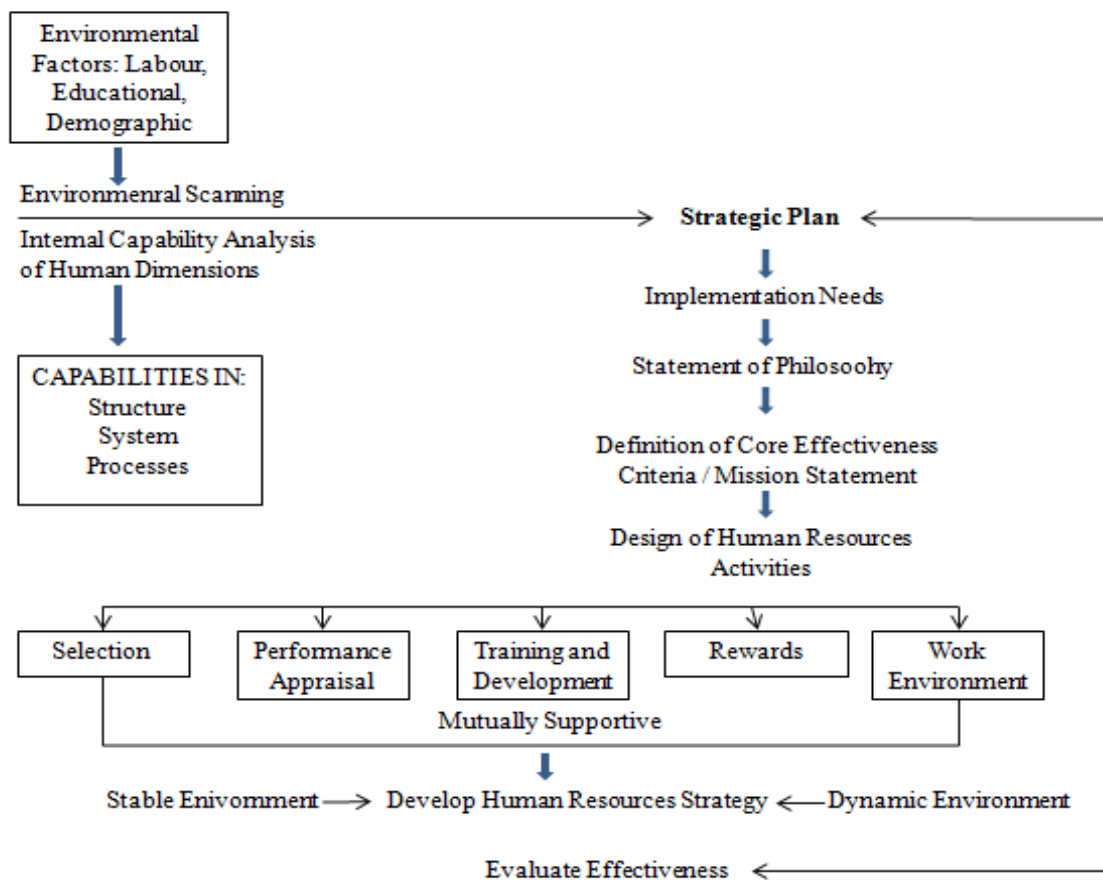 Environmental
Factors: Labour,
Educational,
Demographic
Environmenral Scanning
Strategic Plan
Internal Capability Analysis
of Human Dimensions
Implementation Needs
Statement of Philosoohy
CAPABILITIES IN:
Structure
System
Processes
Definition of Core Effectiveness
Criteria / Mission Statement
Design of Human Resources
Activities
Selection
Performance
Appraisal
Training and
Development
Rewards
Work
Environment
Mutually Supportive
Stable Enivornment
Develop Human Resources Strategy
Dynamic Environment
Evaluate Effectiveness